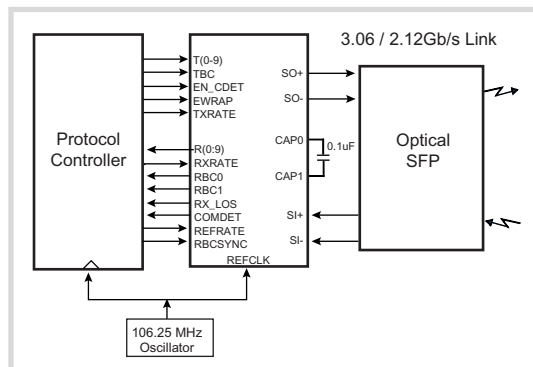 3.06 / 2.12Gb/s Link
Protocol
Controller
T(0-9)
TBC
EN_CDET
EWRAP
TXRATE
R(0:9)
RXRATE
RBC0
RBC1
RX_LOS
COMDET
REFRATE
RBCSYNC
REFCLK
SO+
SO-
CAP0
0.1uF
CAP1
SI+
SI-
Optical
SFP
106.25 MHz
Oscillator